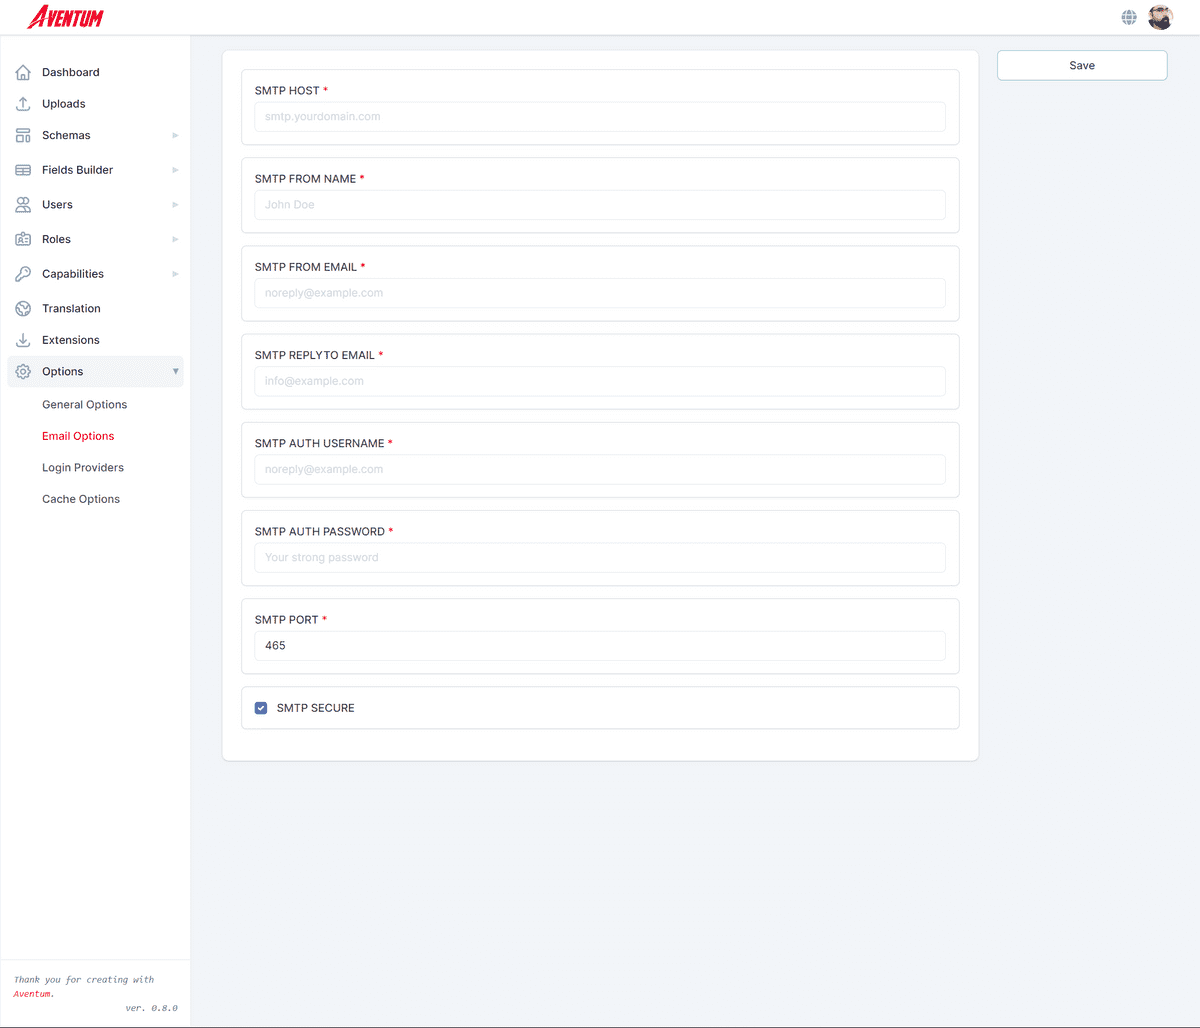 AVENTUM
Dashboard
Uploads
Schemas
Fields Builder
Users
Roles
Capabilities
Translation
Extensions
Options
General Options
Email Options
Login Providers
Cache Options
Thank you for creating with
Aventum.
ver. 0.8.0
SMTP HOST *
smtp.yourdomain.com
SMTP FROM NAME *
John Doe
SMTP FROM EMAIL *
noreply@example.com
SMTP REPLYTO EMAIL *
info@example.com
SMTP AUTH USERNAME *
noreply@example.com
SMTP AUTH PASSWORD *
Your strong password
SMTP PORT *
465
SMTP SECURE
Save